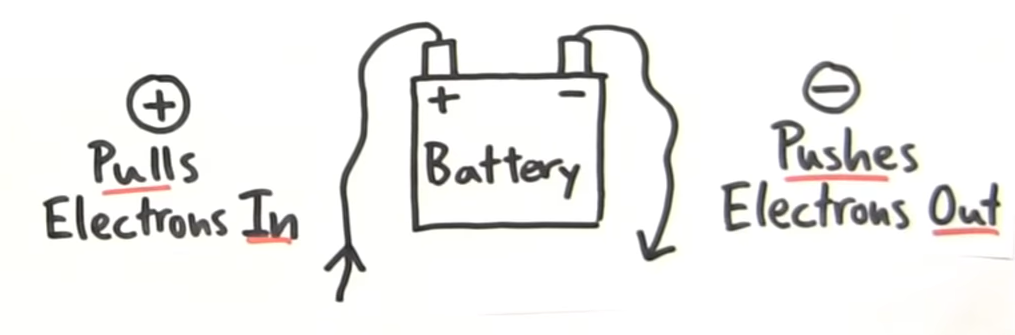 ⊕
Pulls
Electrons In
+ −
Battery
⊖
Pushes
Electrons Out